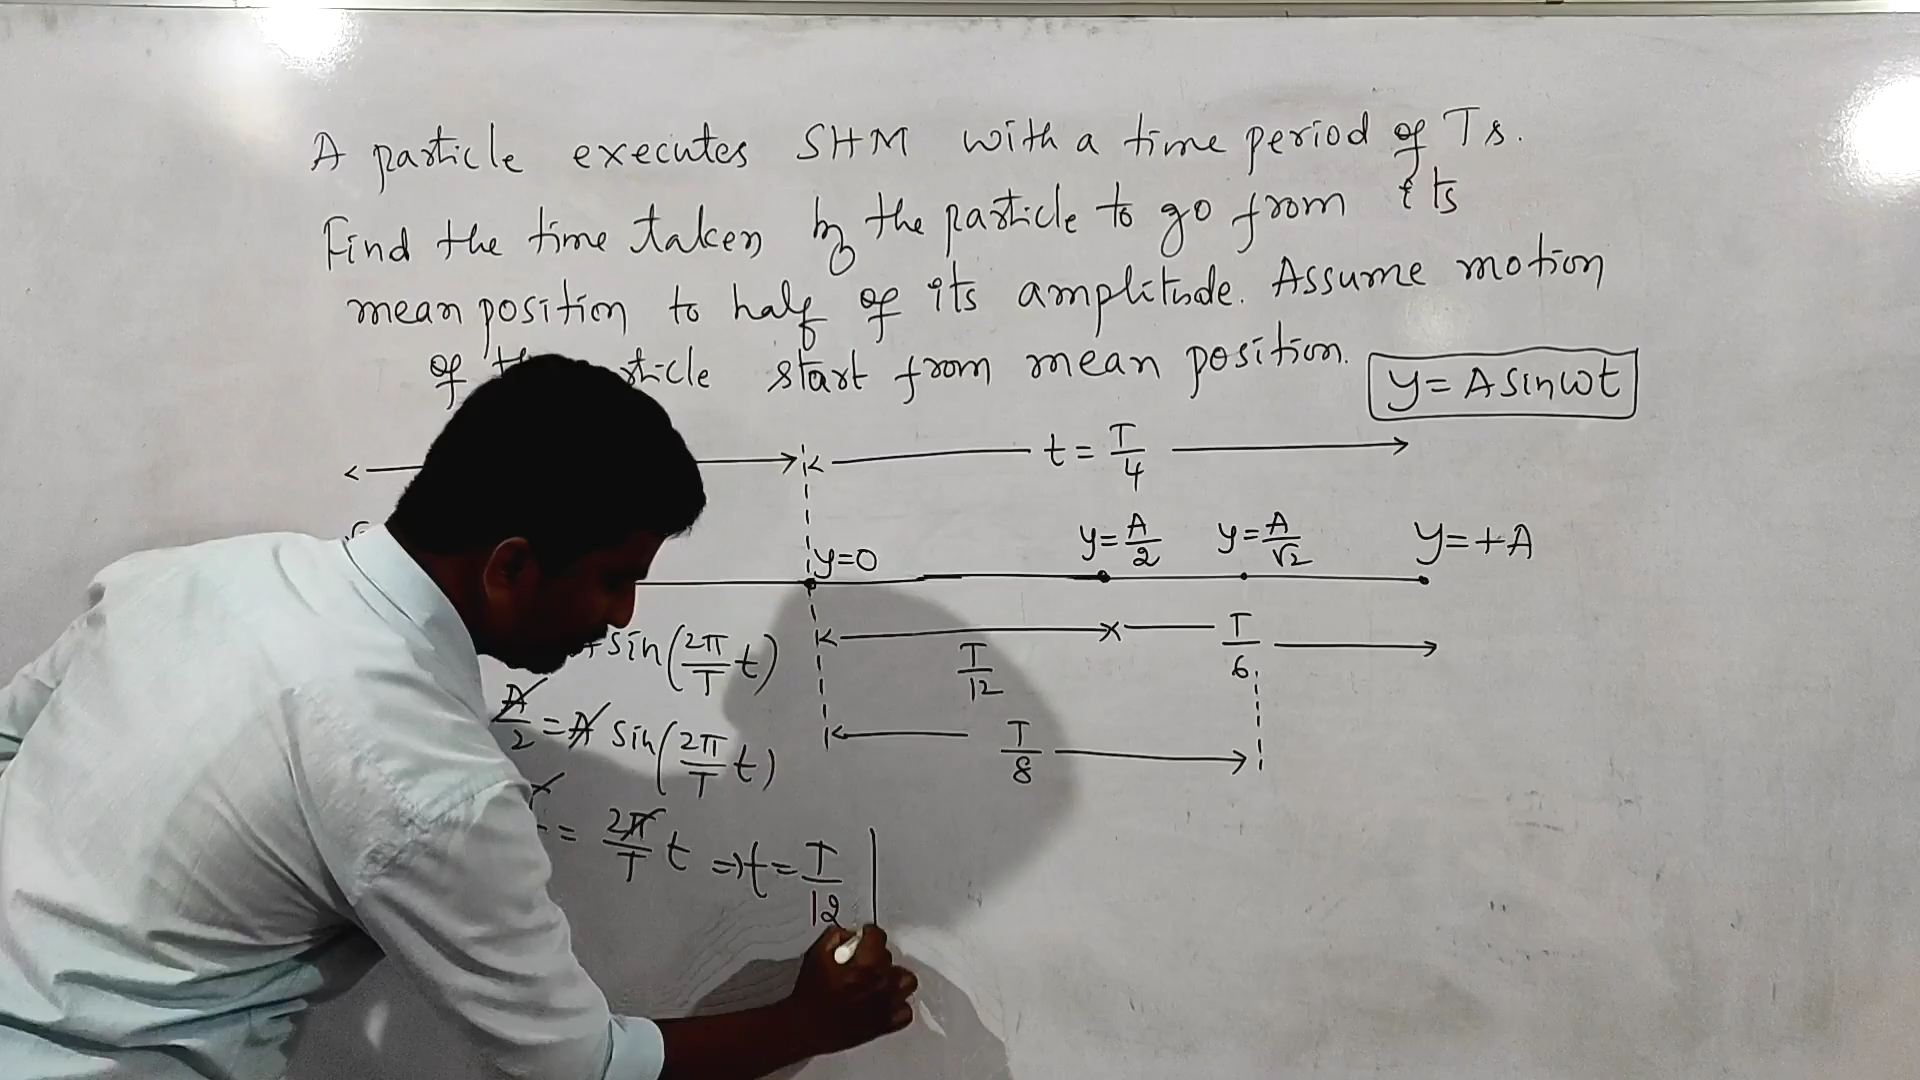 A particle executes SHM with a time period of T s.
Find the time taken by the particle to go from its
mean position to half of its amplitude. Assume motion
of start from mean position. y = A sin ωt
t = T/4
y=0 y = A/2 y = A/√2 y = +A
sin(2π/T t) T/12 T/6
A/2 = A sin(2π/T t) T/8
= 2π/T t ⇒ t = T/12